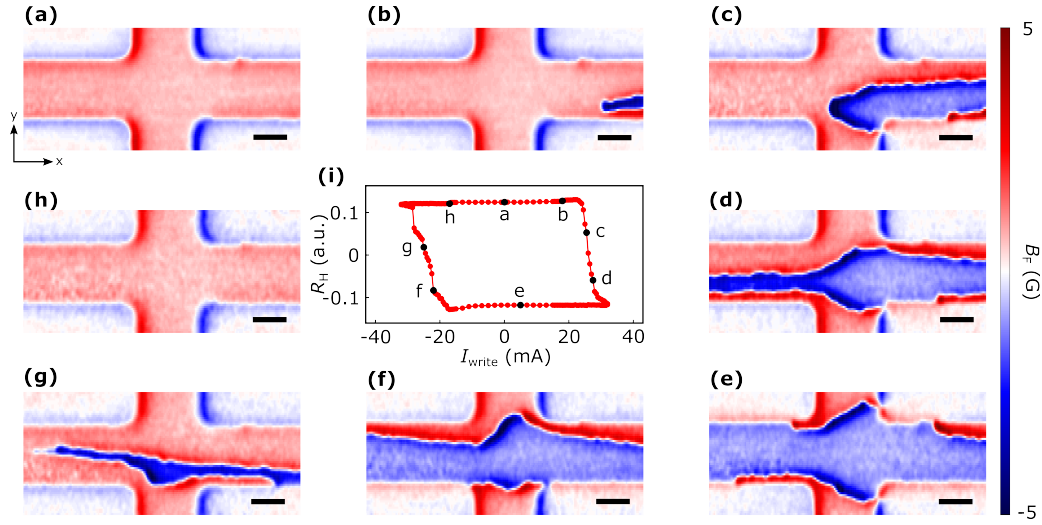 (a)
(b)
(c)
5
y
x
(h)
(i)
(d)
0.1
0
-0.1
R_H (a.u.)
h
a
b
c
g
d
f
e
-40
-20
0
20
40
I_write (mA)
B_F (G)
(g)
(f)
(e)
-5